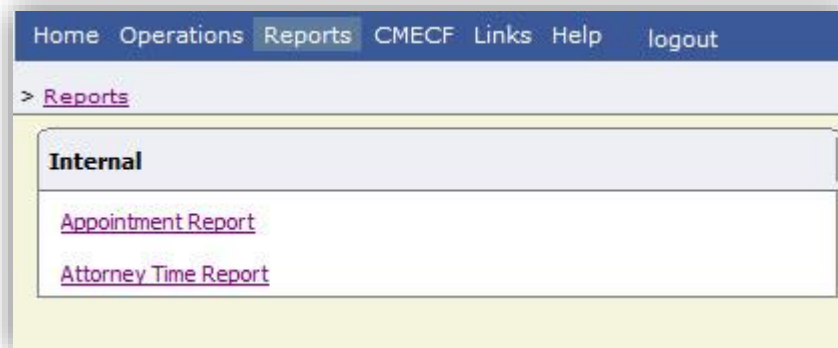 Home Operations Reports CMECF Links Help logout
> Reports
Internal
Appointment Report
Attorney Time Report